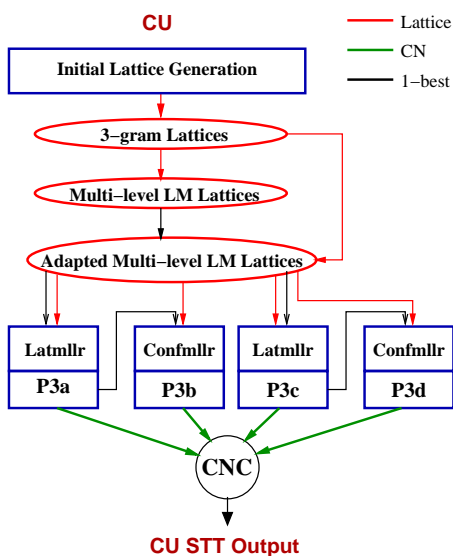 CU
Lattice
CN
1−best
Initial Lattice Generation
3−gram Lattices
Multi−level LM Lattices
Adapted Multi−level LM Lattices
Latmllr
Confmllr
Latmllr
Confmllr
P3a
P3b
P3c
P3d
CNC
CU STT Output